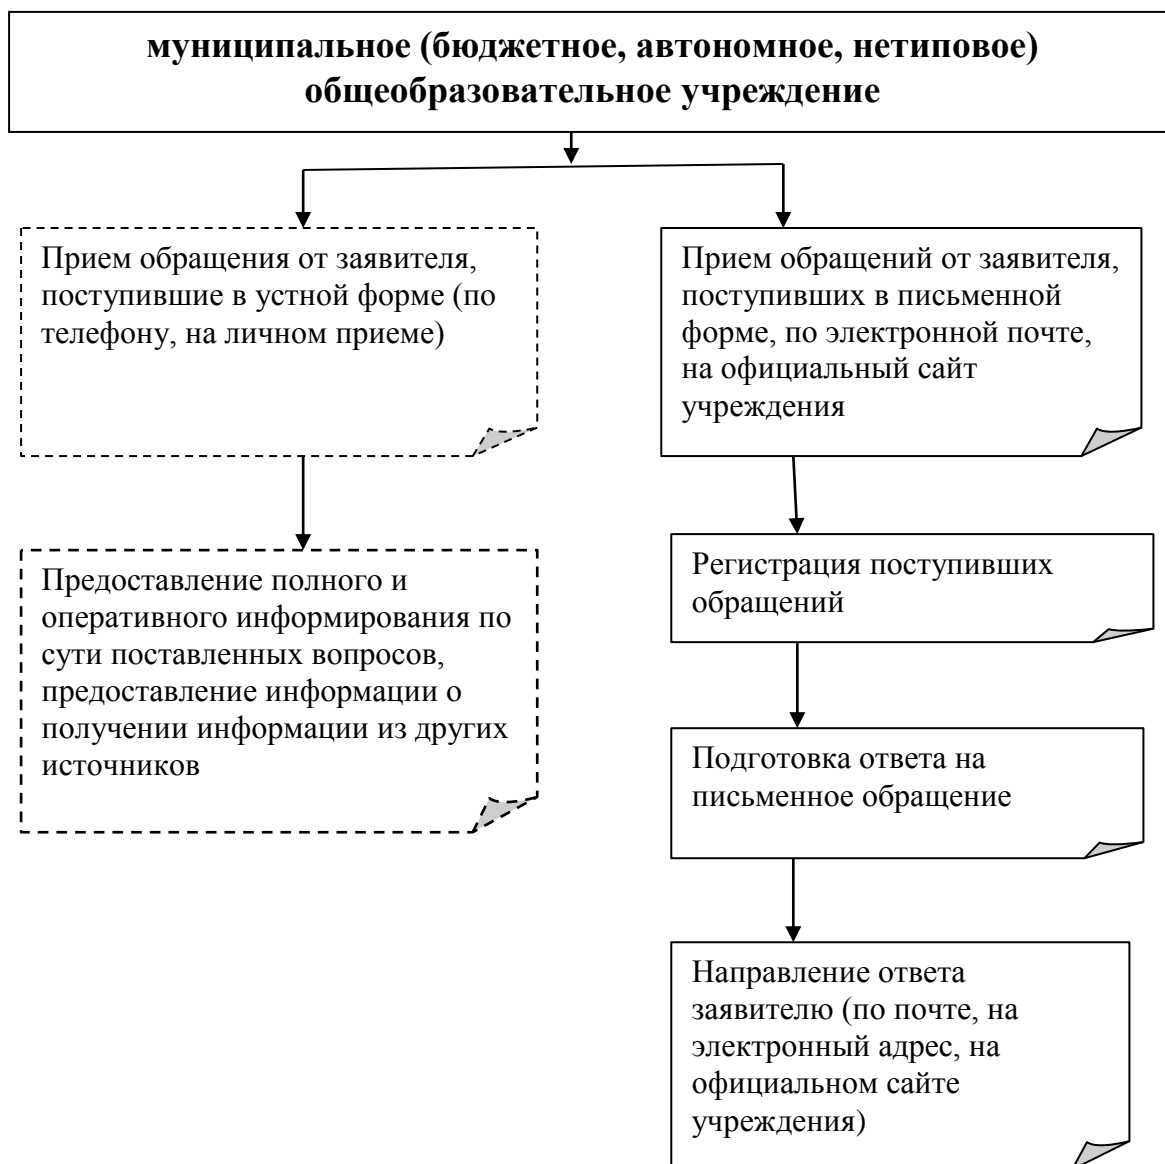 муниципальное (бюджетное, автономное, нетиповое)
общеобразовательное учреждение
Прием обращения от заявителя,
поступившие в устной форме (по
телефону, на личном приеме)
Предоставление полного и
оперативного информирования по
сути поставленных вопросов,
предоставление информации о
получении информации из других
источников
Прием обращений от заявителя,
поступивших в письменной
форме, по электронной почте,
на официальный сайт
учреждения
Регистрация поступивших
обращений
Подготовка ответа на
письменное обращение
Направление ответа
заявителю (по почте, на
электронный адрес, на
официальном сайте
учреждения)